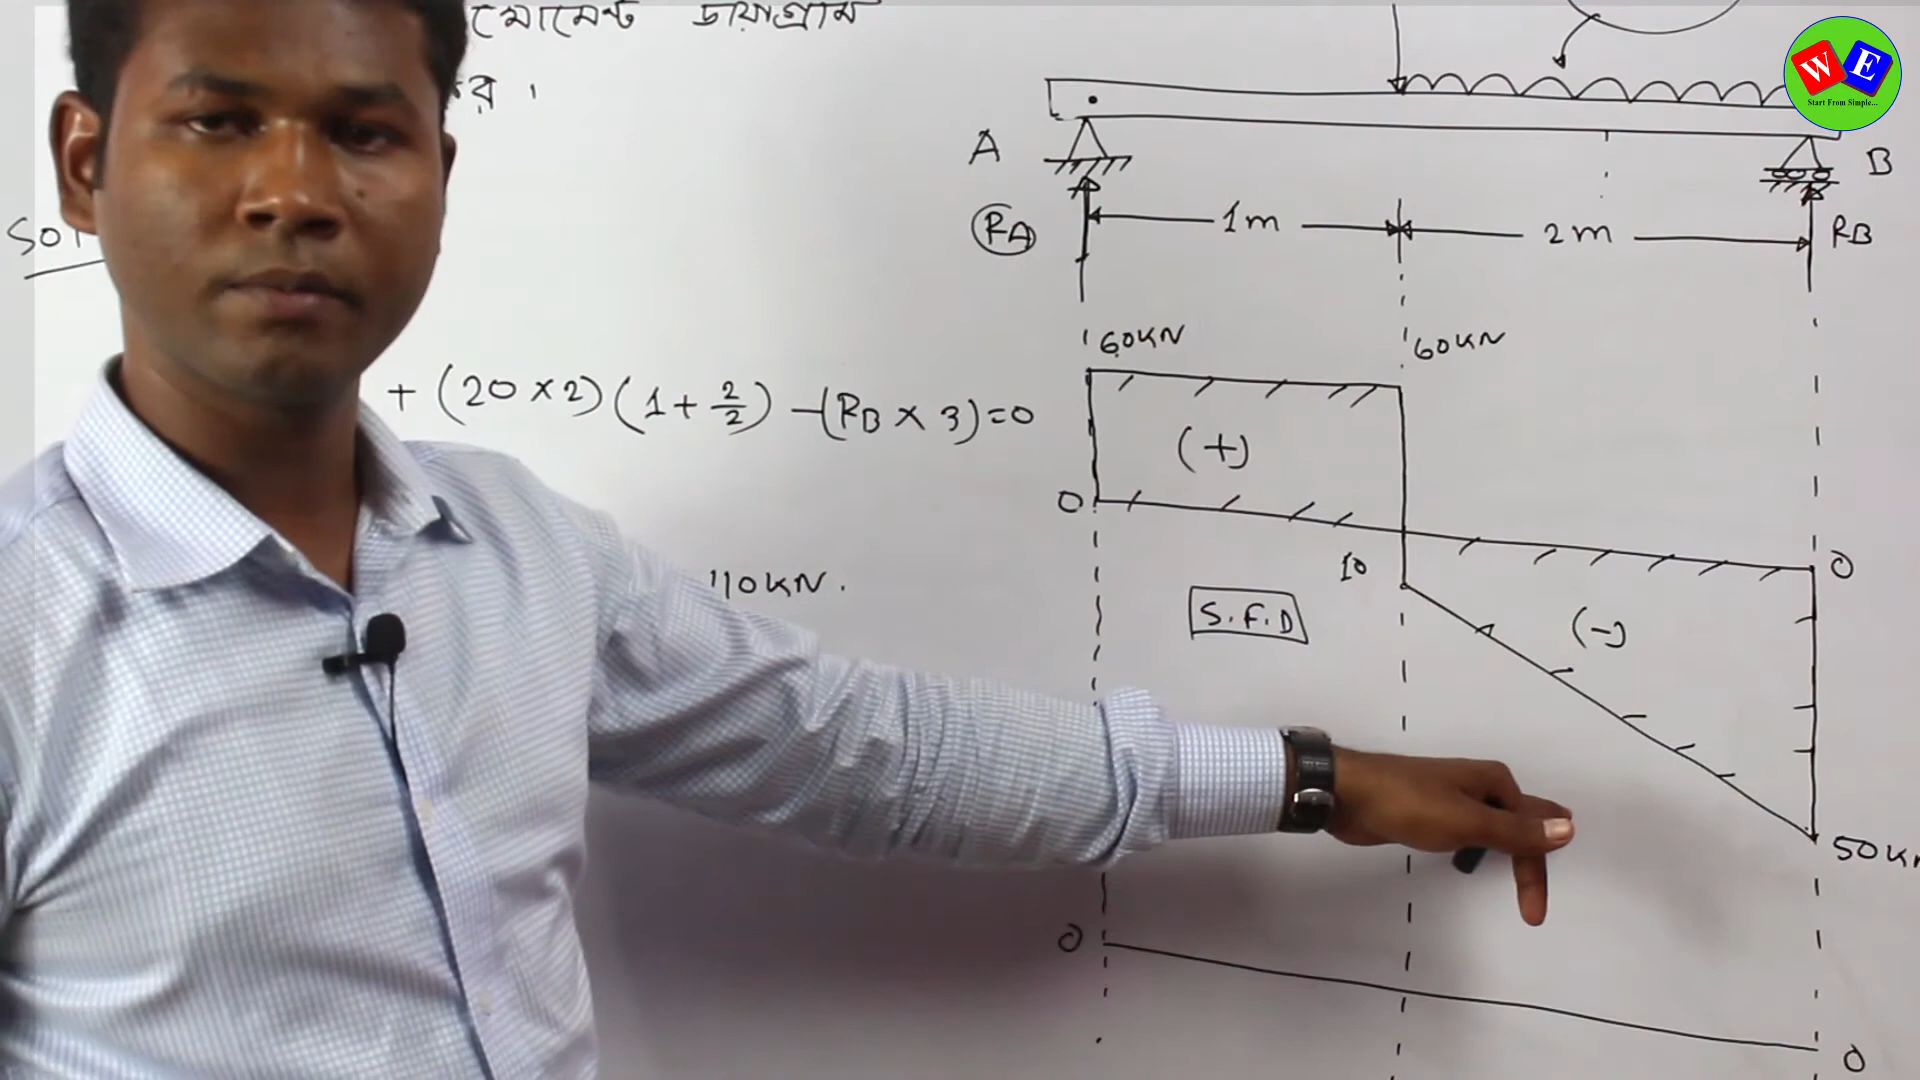 মোমেন্ট ডায়াগ্রাম
র ।
W E
Start From Simple...
A
B
RA
1m
2m
RB
60KN
60KN
+ (20 × 2) (1 + 2/2) - (RB × 3) = 0
(+)
0
0
10
110KN.
S.F.D
(-)
50K
0
0